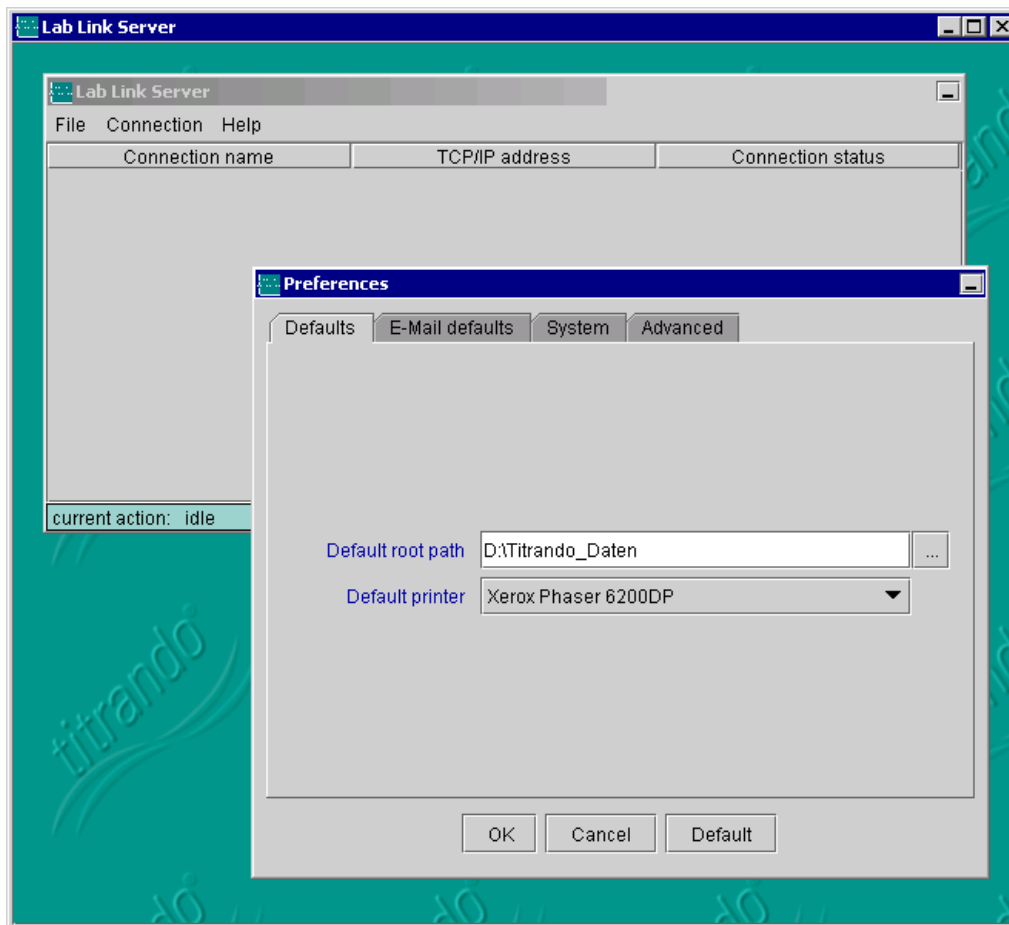 Lab Link Server
Lab Link Server
File Connection Help
Connection name TCP/IP address Connection status
Preferences
Defaults E-Mail defaults System Advanced
Default root path D:\Titrando_Daten ...
Default printer Xerox Phaser 6200DP
current action: idle
OK Cancel Default
titrando